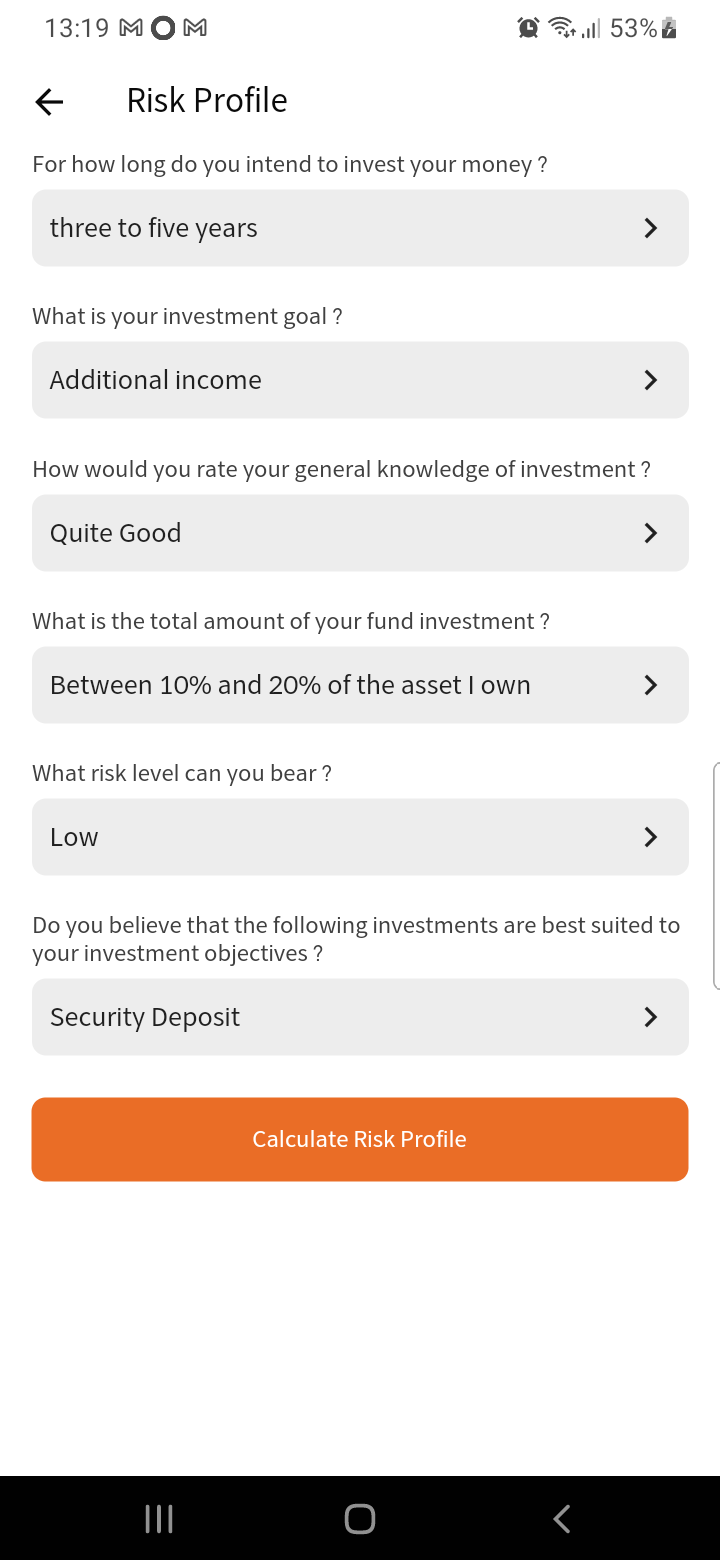 13:19
53%
Risk Profile
For how long do you intend to invest your money ?
three to five years
What is your investment goal ?
Additional income
How would you rate your general knowledge of investment ?
Quite Good
What is the total amount of your fund investment ?
Between 10% and 20% of the asset I own
What risk level can you bear ?
Low
Do you believe that the following investments are best suited to
your investment objectives ?
Security Deposit
Calculate Risk Profile